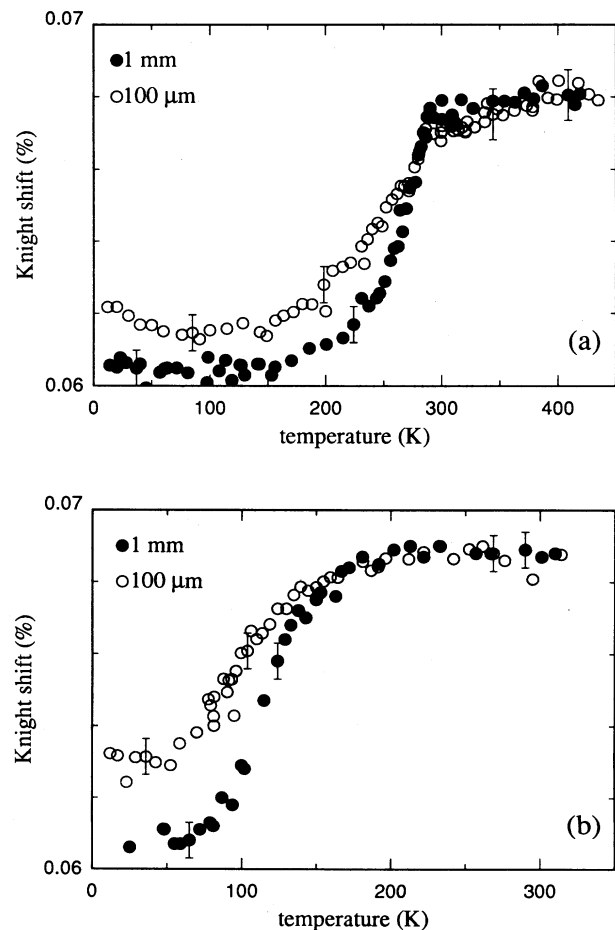 0.07
1 mm
100 μm
Knight shift (%)
(a)
0.06
0 100 200 300 400
temperature (K)
0.07
1 mm
100 μm
Knight shift (%)
(b)
0.06
0 100 200 300
temperature (K)